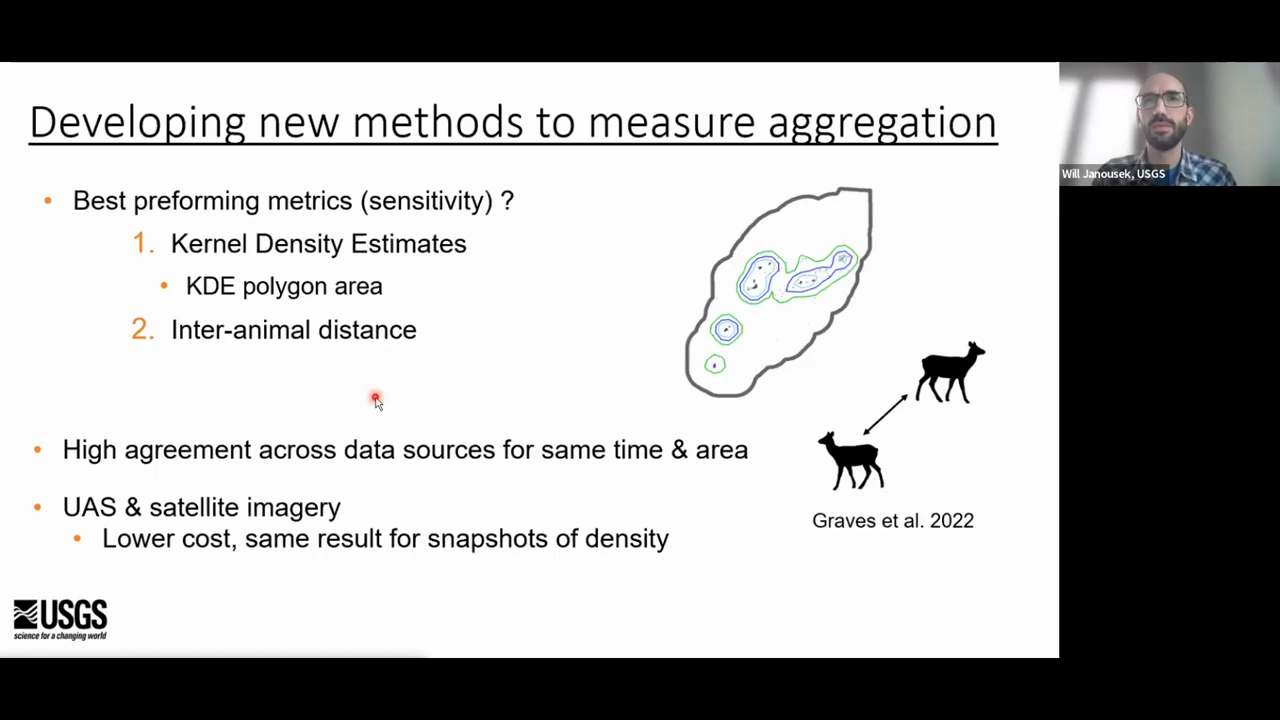 Developing new methods to measure aggregation
Will Janousek, USGS
• Best preforming metrics (sensitivity) ?
1. Kernel Density Estimates
• KDE polygon area
2. Inter-animal distance
• High agreement across data sources for same time & area
• UAS & satellite imagery
• Lower cost, same result for snapshots of density
Graves et al. 2022
USGS
science for a changing world